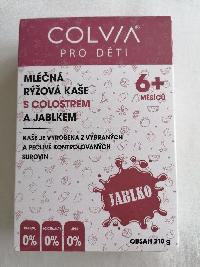 COLVIA
PRO DĚTI
MLÉČNÁ
RÝŽOVÁ KAŠE
S COLOSTREM
A JABLKEM
6+
MĚSÍCŮ
KAŠE JE VYROBENA Z VYBRANÝCH
A PEČLIVĚ KONTROLOVANÝCH
SUROVIN
JABLKO
0% 0% 0%
OBSAH 210 g